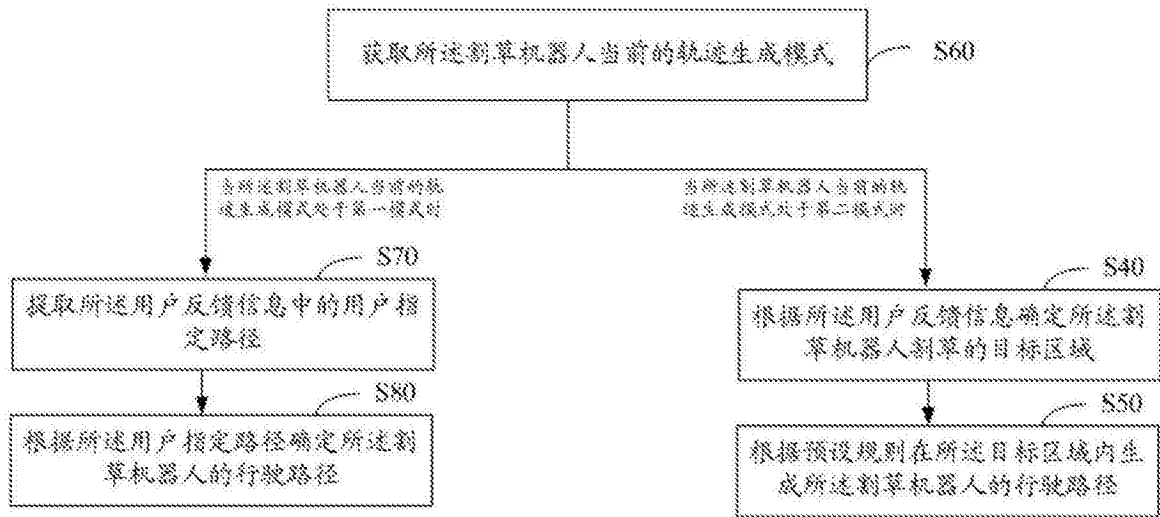 获取所述割草机器人当前的轨迹生成模式
S60
当所述割草机器人当前的轨
迹生成模式处于第一模式时
当所述割草机器人当前的轨
迹生成模式处于第二模式时
S70
提取所述用户反馈信息中的用户指
定路径
S40
根据所述用户反馈信息确定所述割
草机器人割草的目标区域
S80
根据所述用户指定路径确定所述割
草机器人的行驶路径
S50
根据预设规则在所述目标区域内生
成所述割草机器人的行驶路径